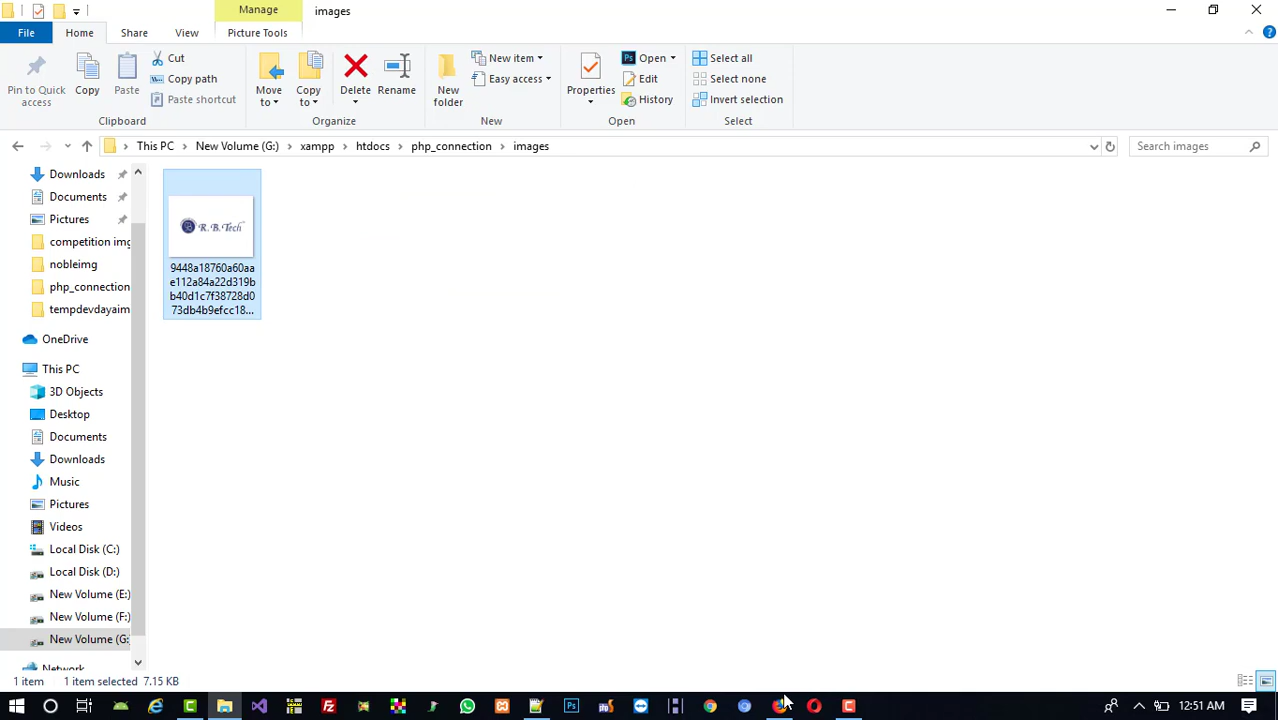 Manage
images
File
Home
Share
View
Picture Tools
Pin to Quick access
Copy
Paste
Cut
Copy path
Paste shortcut
Clipboard
Move to
Copy to
Delete
Rename
Organize
New folder
New item
Easy access
New
Properties
Open
Edit
History
Open
Select all
Select none
Invert selection
Select
This PC > New Volume (G:) > xampp > htdocs > php_connection > images
Search images
Downloads
Documents
Pictures
competition img
nobleimg
php_connection
tempdevdayaim
OneDrive
This PC
3D Objects
Desktop
Documents
Downloads
Music
Pictures
Videos
Local Disk (C:)
Local Disk (D:)
New Volume (E:)
New Volume (F:)
New Volume (G:
Network
R.B.Tech
9448a18760a60aa
e112a84a22d319b
b40d1c7f38728d0
073db4b9efcc18...
1 item
1 item selected 7.15 KB
12:51 AM